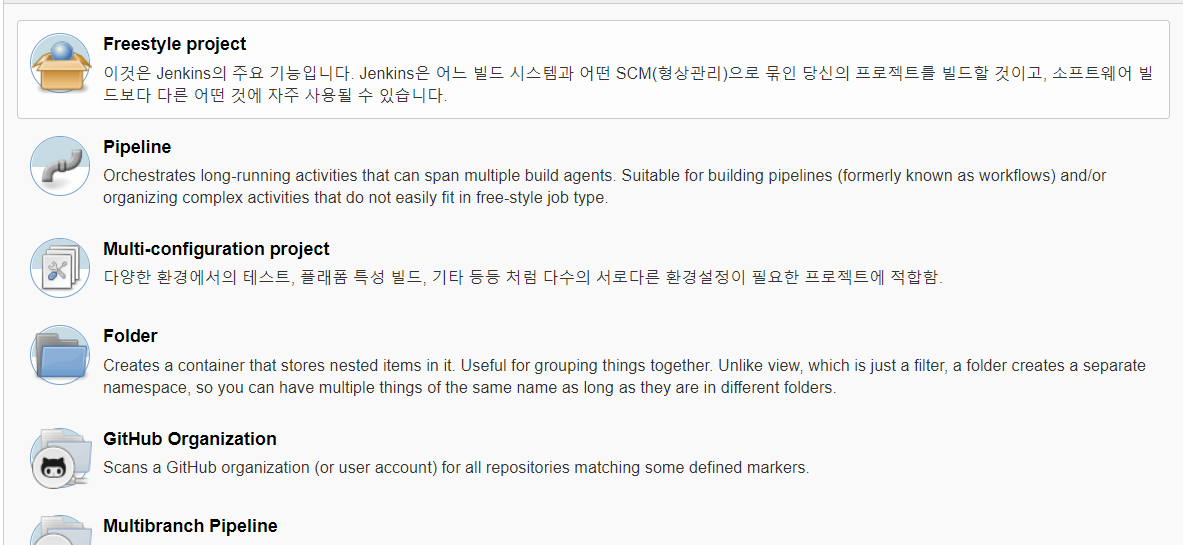 Freestyle project
이것은 Jenkins의 주요 기능입니다. Jenkins은 어느 빌드 시스템과 어떤 SCM(형상관리)으로 묶인 당신의 프로젝트를 빌드할 것이고, 소프트웨어 빌
드보다 다른 어떤 것에 자주 사용될 수 있습니다.
Pipeline
Orchestrates long-running activities that can span multiple build agents. Suitable for building pipelines (formerly known as workflows) and/or
organizing complex activities that do not easily fit in free-style job type.
Multi-configuration project
다양한 환경에서의 테스트, 플래폼 특성 빌드, 기타 등등 처럼 다수의 서로다른 환경설정이 필요한 프로젝트에 적합함.
Folder
Creates a container that stores nested items in it. Useful for grouping things together. Unlike view, which is just a filter, a folder creates a separate
namespace, so you can have multiple things of the same name as long as they are in different folders.
GitHub Organization
Scans a GitHub organization (or user account) for all repositories matching some defined markers.
Multibranch Pipeline